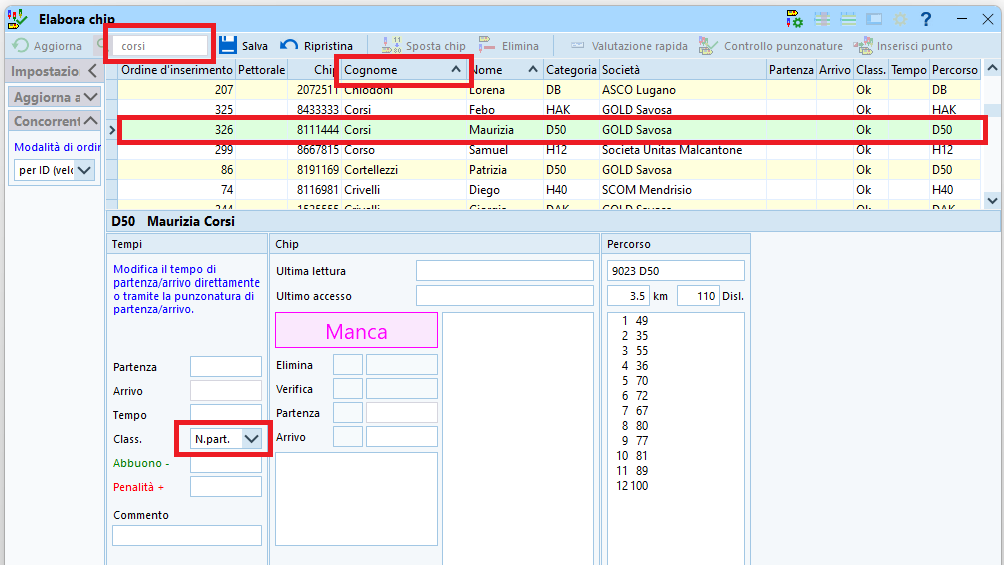 Elabora chip
?
Aggiorna corsi Salva Ripristina Sposta chip Elimina Valutazione rapida Controllo punzonature Inserisci punto
Impostazio
Aggiorna a
Concorrent
Modalità di ordir
per ID (velc
Ordine d'inserimento Pettorale Chip Cognome Nome Categoria Società Partenza Arrivo Class. Tempo Percorso
207 2072511 Chiodoni Lorena DB ASCO Lugano Ok DB
325 8433333 Corsi Febo HAK GOLD Savosa Ok HAK
326 8111444 Corsi Maurizia D50 GOLD Savosa Ok D50
299 8667815 Corso Samuel H12 Societa Unitas Malcantone Ok H12
86 8191169 Cortellezzi Patrizia D50 GOLD Savosa Ok D50
74 8116981 Crivelli Diego H40 SCOM Mendrisio Ok H40
Crivelli Giorgia DAK GOLD Savosa Ok DAK
D50 Maurizia Corsi
Tempi
Modifica il tempo di
partenza/arrivo direttamente
o tramite la punzonatura di
partenza/arrivo.
Partenza
Arrivo
Tempo
Class. N.part.
Abbuono -
Penalità +
Commento
Chip
Ultima lettura
Ultimo accesso
Manca
Elimina
Verifica
Partenza
Arrivo
Percorso
9023 D50
3.5 km 110 Disl.
1 49
2 35
3 55
4 36
5 70
6 72
7 67
8 80
9 77
10 81
11 89
12 100